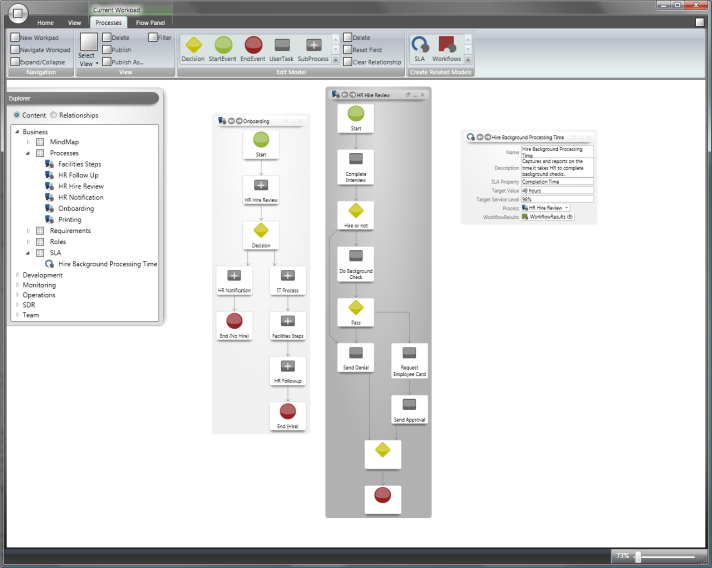 Current Workpad
Home View Processes Flow Panel
New Workpad
Navigate Workpad
Expand/Collapse
Navigation
Select
View
Delete
Publish
Publish As...
Filter
View
Decision StartEvent EndEvent UserTask SubProcess
Delete
Reset Field
Clear Relationship
Edit Model
SLA Workflows
Create Related Models
Explorer
Content Relationships
Business
MindMap
Processes
Facilities Steps
HR Follow Up
HR Hire Review
HR Notification
Onboarding
Printing
Requirements
Roles
SLA
Hire Background Processing Time
Development
Monitoring
Operations
SDR
Team
Onboarding
Start
HR Hire Review
Decision
HR Notification
IT Process
End (No Hire)
Facilities Steps
HR Followup
End (Hire)
HR Hire Review
Start
Complete
Interview
Hire or not
Do Background
Check
Pass
Send Denial
Request
Employee Card
Send Approval
Hire Background Processing Time
Name Hire Background Processing
Time
Description Captures and reports on the
time it takes HR to complete
background checks.
SLA Property Completion Time
Target Value 48 hours
Target Service Level 98%
Process HR Hire Review
WorkflowResults WorkflowResults (8)
73%